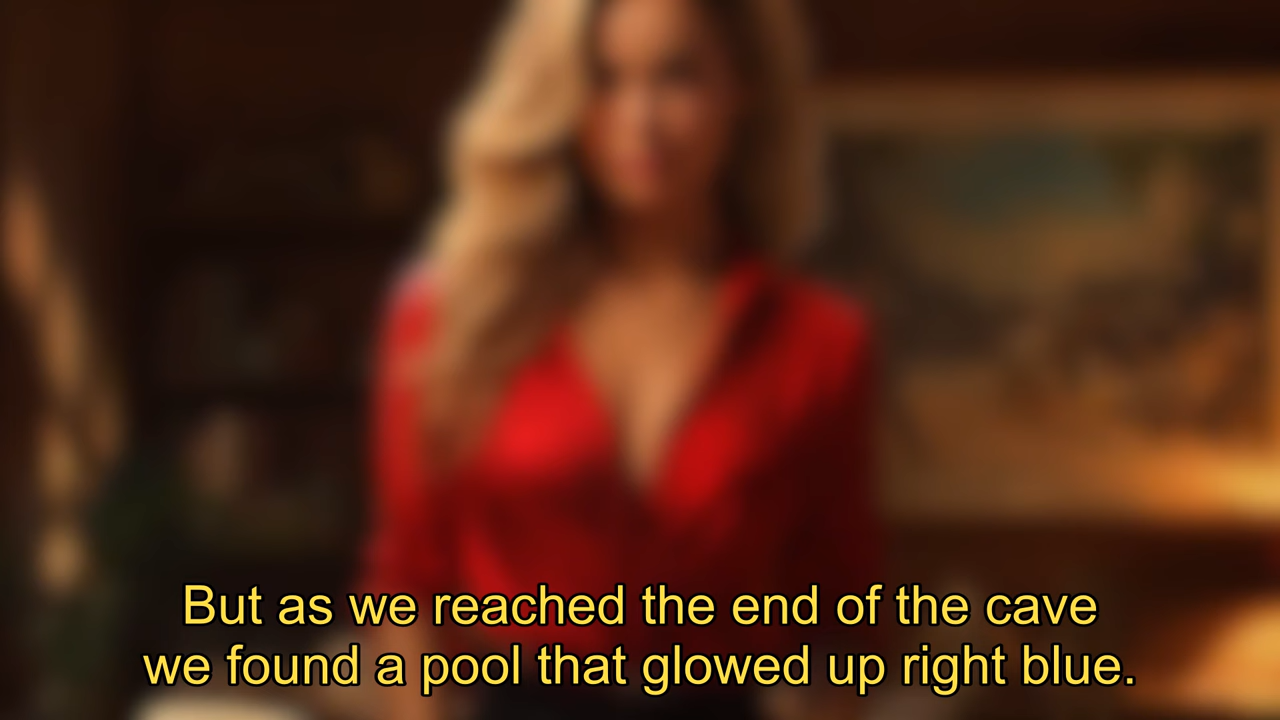 But as we reached the end of the cave
we found a pool that glowed up right blue.